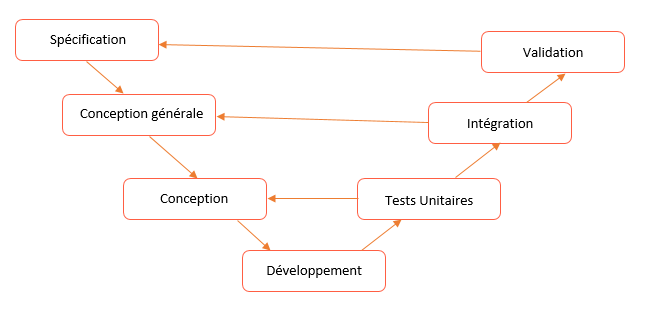 Spécification
Validation
Conception générale
Intégration
Conception
Tests Unitaires
Développement